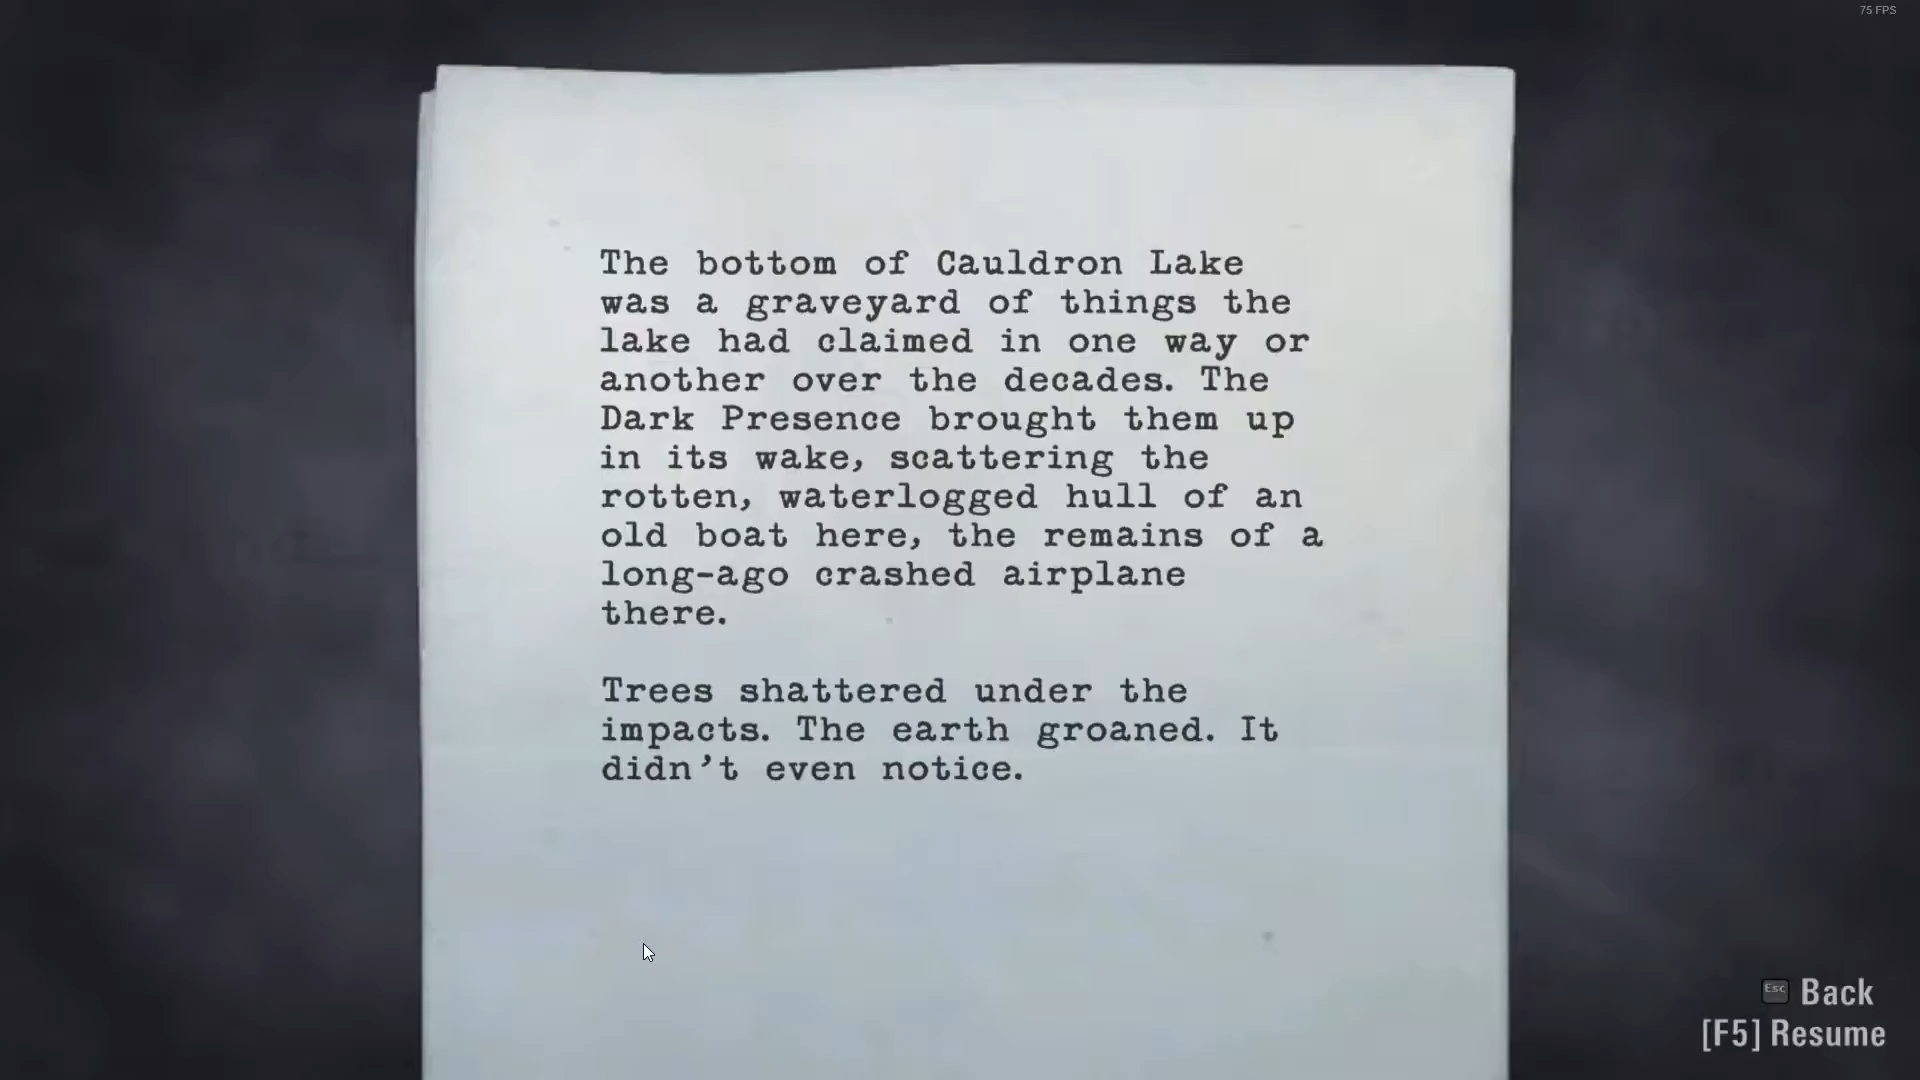 75 FPS
The bottom of Cauldron Lake
was a graveyard of things the
lake had claimed in one way or
another over the decades. The
Dark Presence brought them up
in its wake, scattering the
rotten, waterlogged hull of an
old boat here, the remains of a
long-ago crashed airplane
there.
Trees shattered under the
impacts. The earth groaned. It
didn't even notice.
Esc Back
[F5] Resume